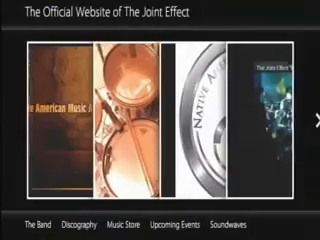 The Official Website of The Joint Effect
The Joint Effect
e American Music A
NATIVE AME
The Band Discography Music Store Upcoming Events Soundwaves